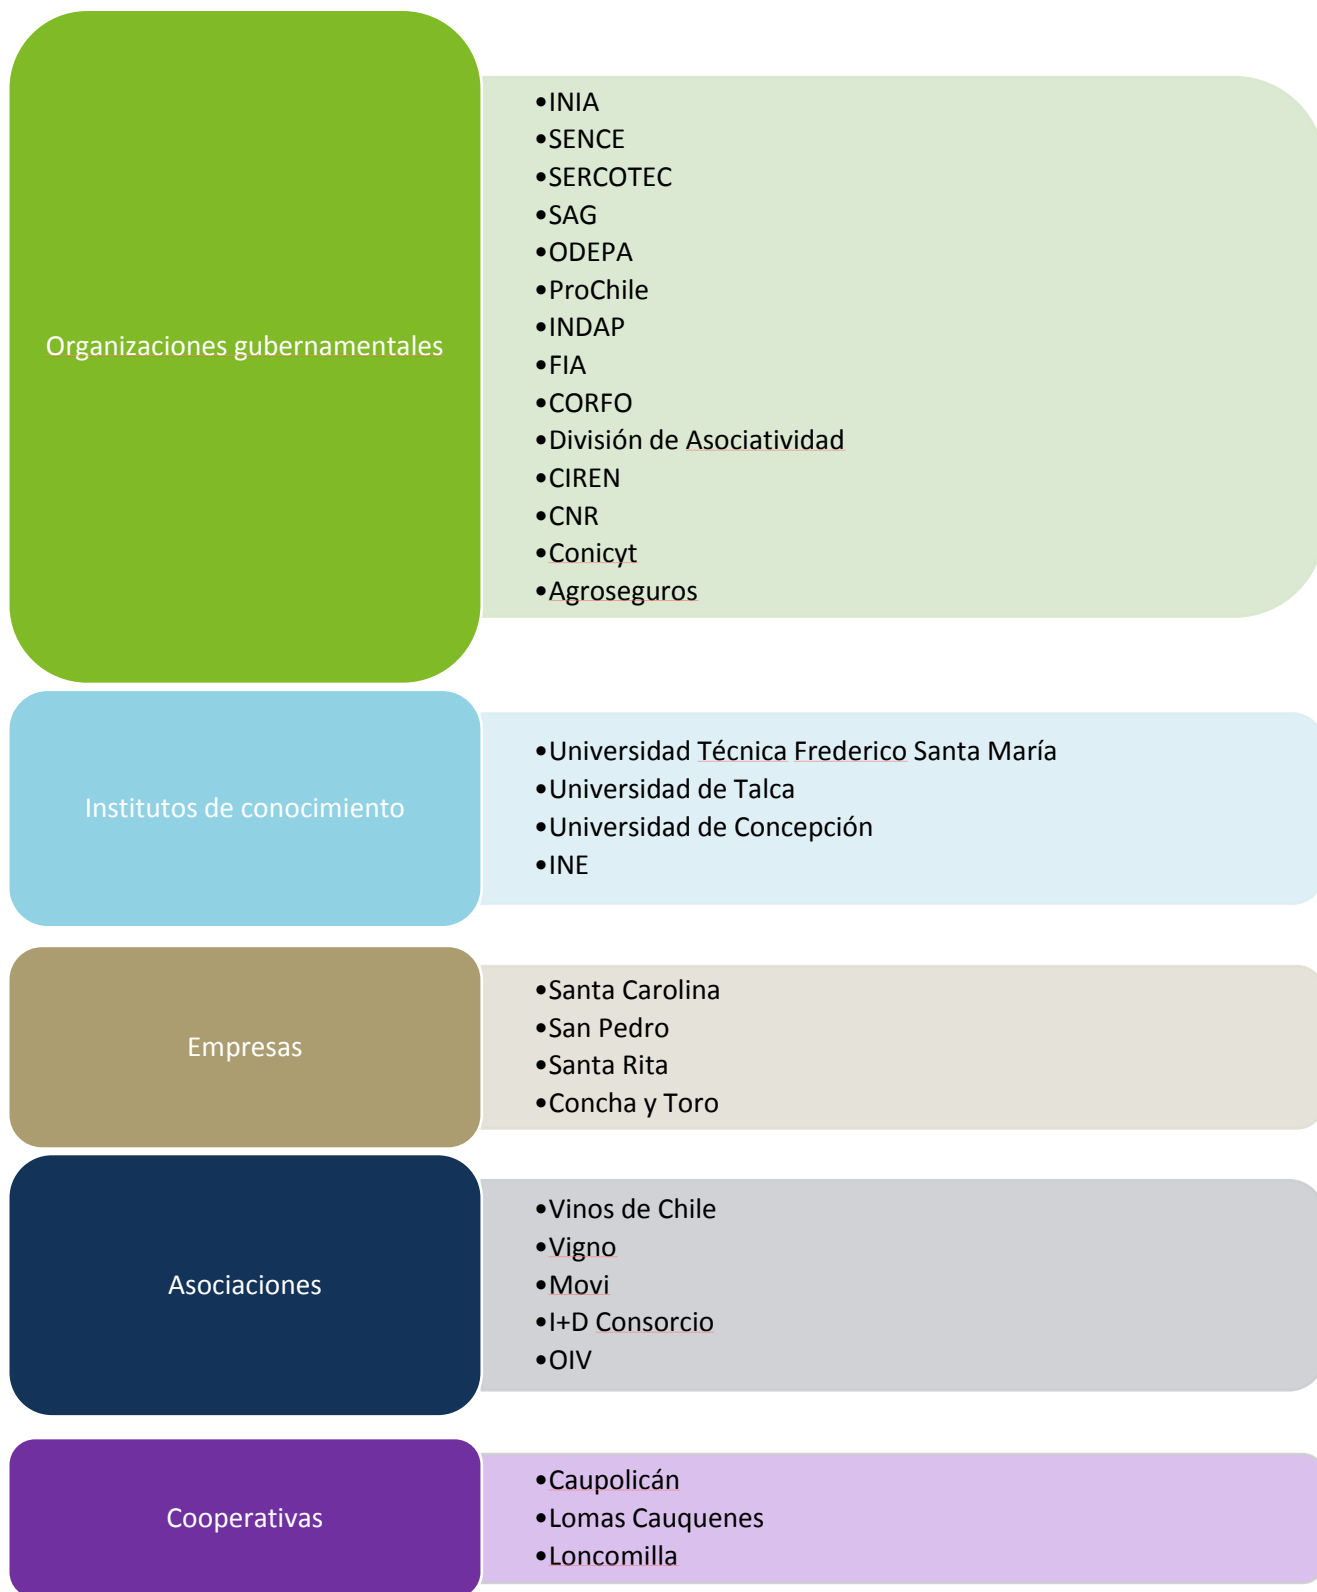 Organizaciones gubernamentales
•INIA
•SENCE
•SERCOTEC
•SAG
•ODEPA
•ProChile
•INDAP
•FIA
•CORFO
•División de Asociatividad
•CIREN
•CNR
•Conicyt
•Agroseguros
Institutos de conocimiento
•Universidad Técnica Frederico Santa María
•Universidad de Talca
•Universidad de Concepción
•INE
Empresas
•Santa Carolina
•San Pedro
•Santa Rita
•Concha y Toro
Asociaciones
•Vinos de Chile
•Vigno
•Movi
•I+D Consorcio
•OIV
Cooperativas
•Caupolicán
•Lomas Cauquenes
•Loncomilla